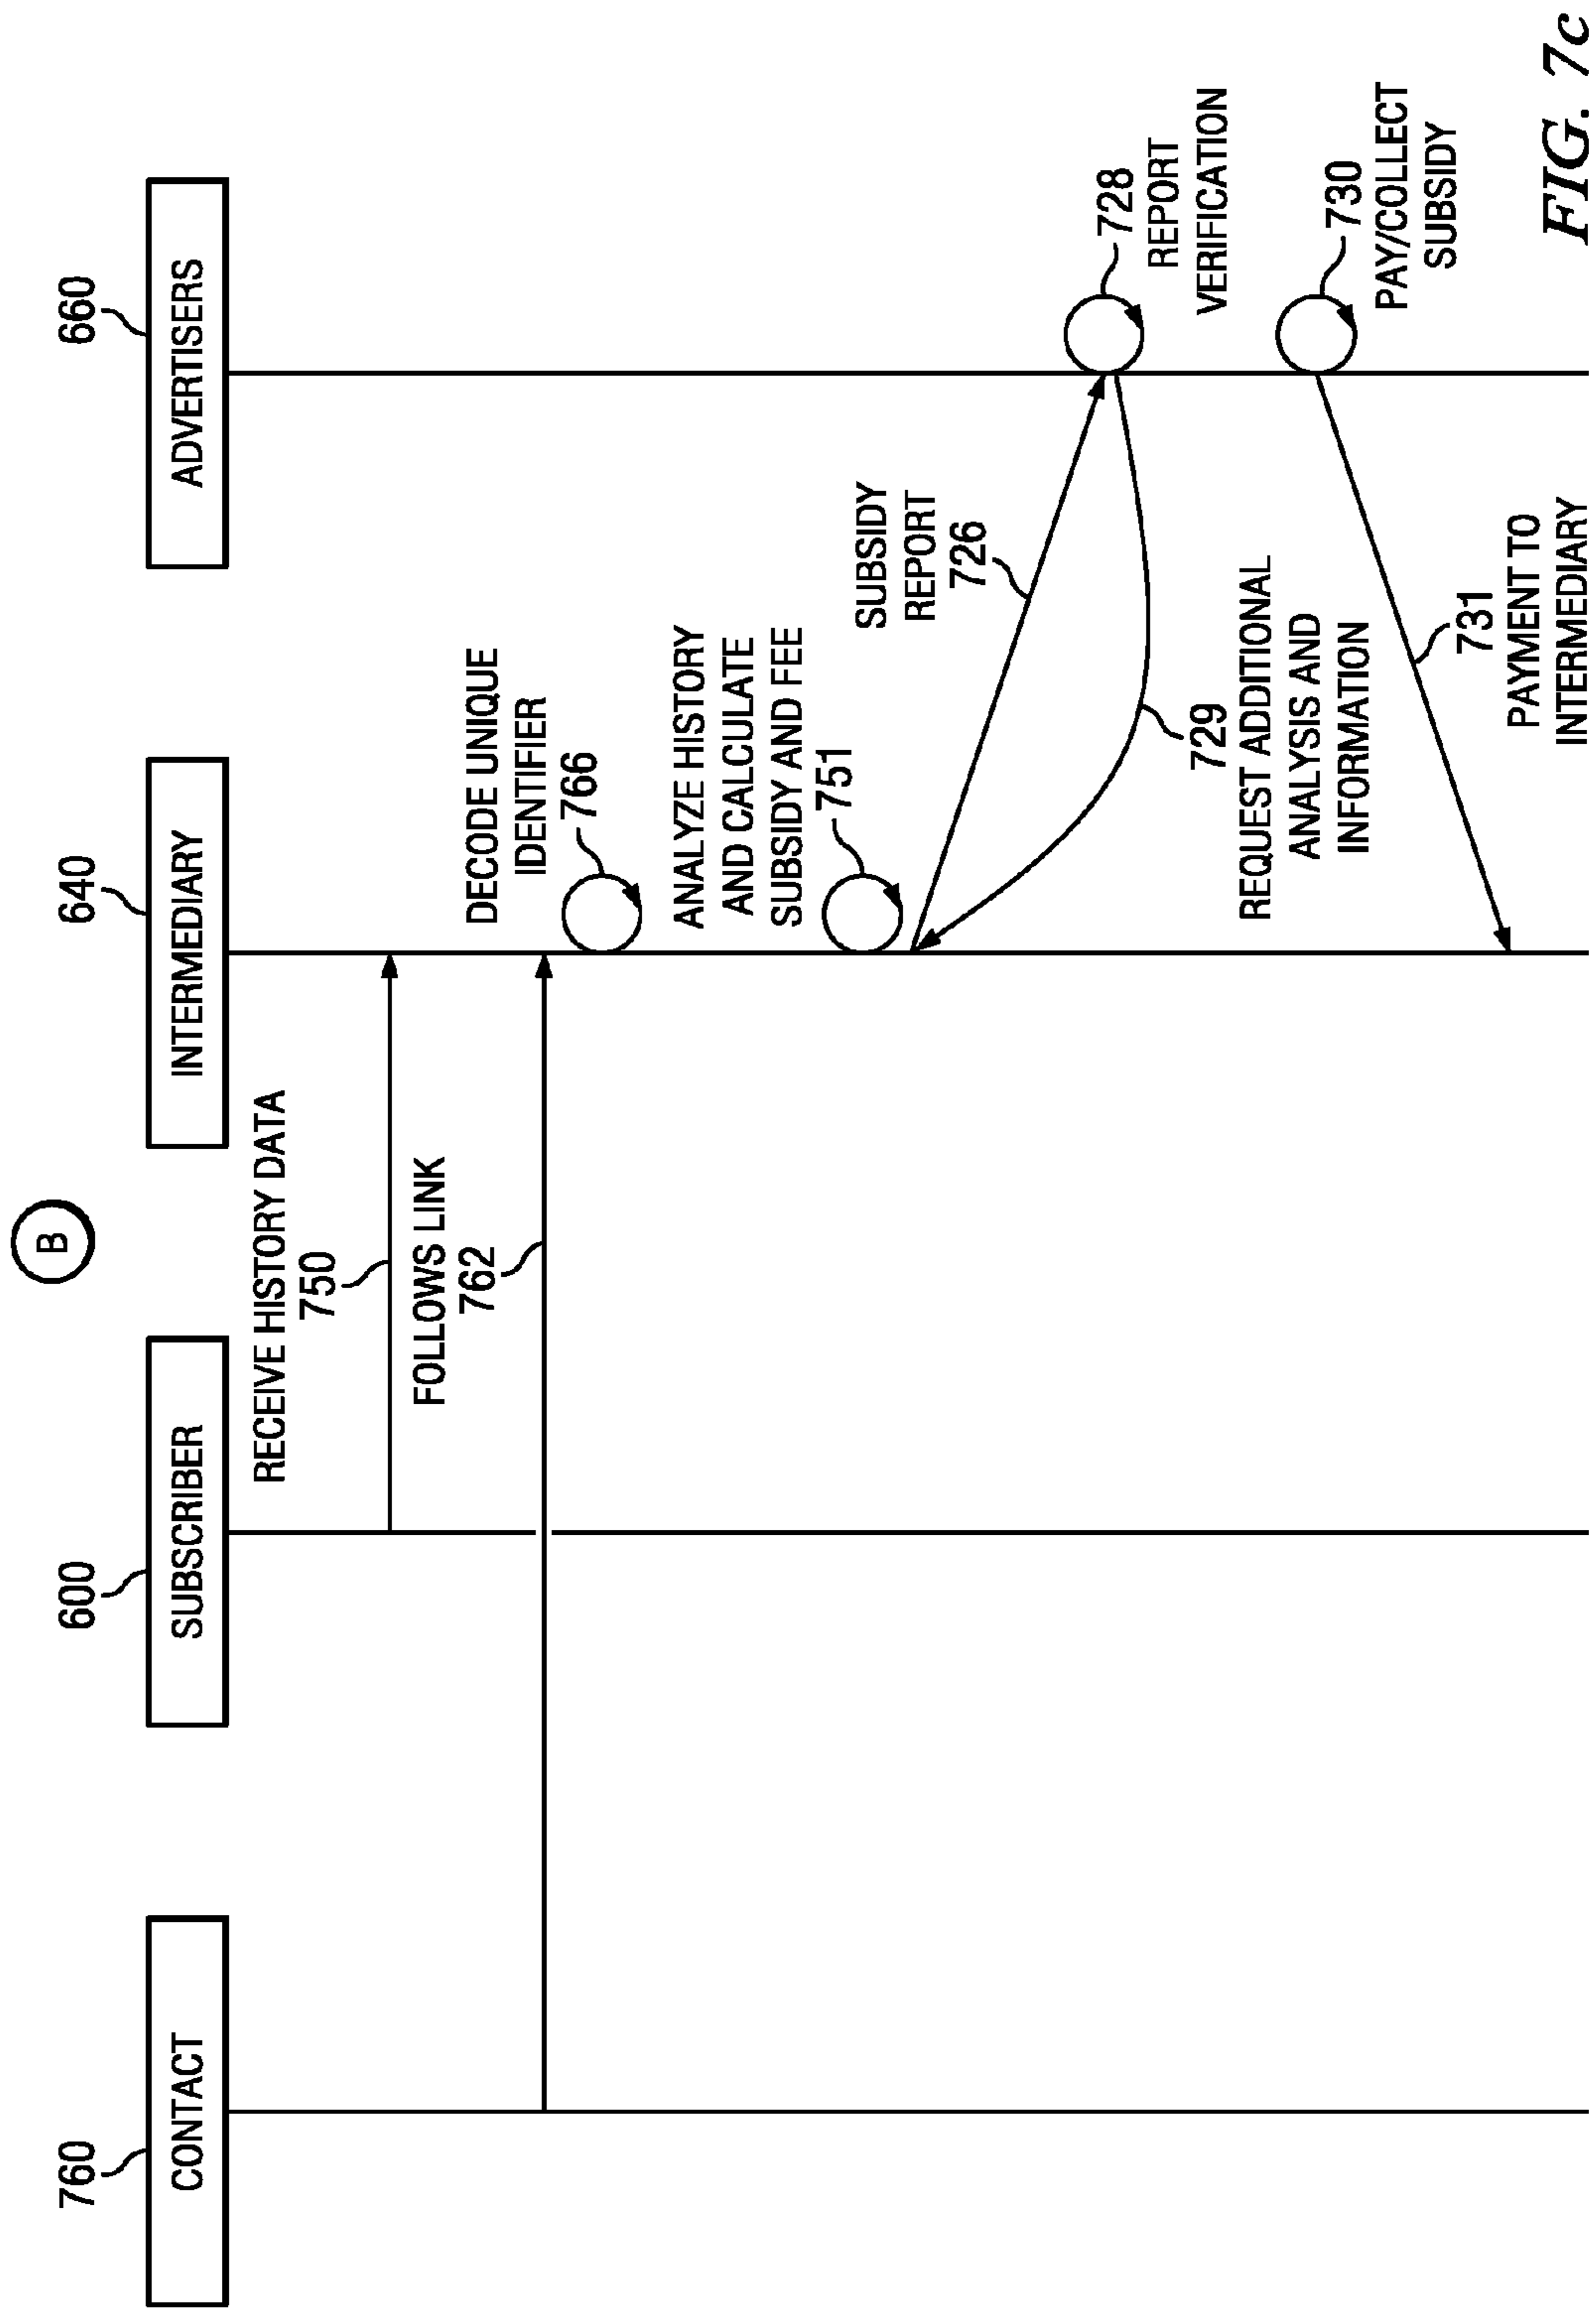 B
760
600
640
660
CONTACT
SUBSCRIBER
INTERMEDIARY
ADVERTISERS
RECEIVE HISTORY DATA
750
FOLLOWS LINK
762
DECODE UNIQUE
IDENTIFIER
766
ANALYZE HISTORY
AND CALCULATE
SUBSIDY AND FEE
751
SUBSIDY
REPORT
726
728
REPORT
VERIFICATION
729
REQUEST ADDITIONAL
ANALYSIS AND
INFORMATION
730
PAY/COLLECT
SUBSIDY
731
PAYMENT TO
INTERMEDIARY
FIG. 7c